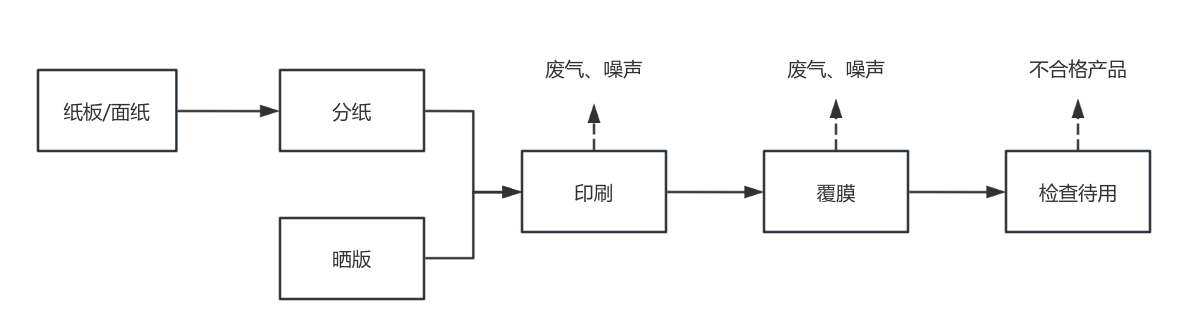 废气、噪声
废气、噪声
不合格产品
纸板/面纸
分纸
印刷
覆膜
检查待用
晒版